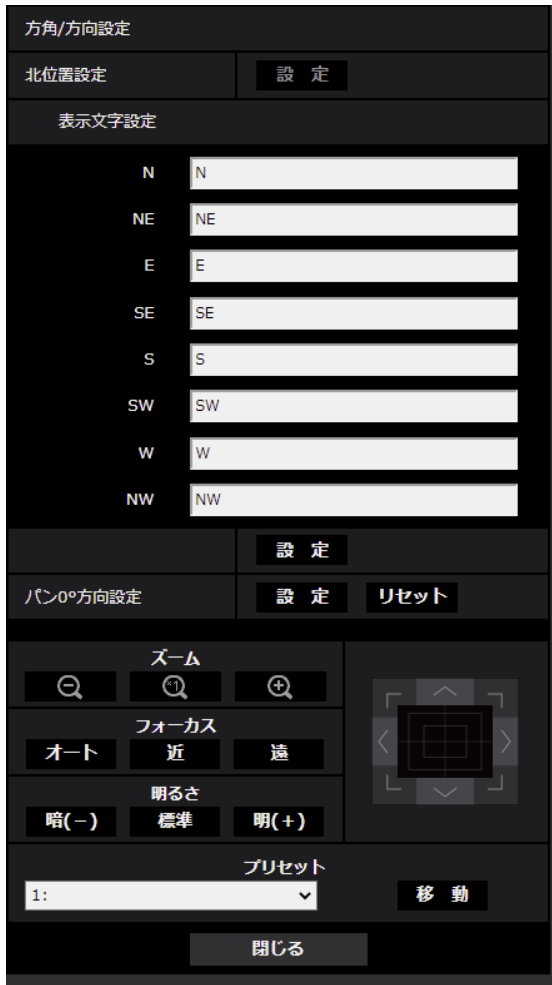 方角/方向設定
北位置設定 設 定
表示文字設定
N N
NE NE
E E
SE SE
S S
SW SW
W W
NW NW
設 定
パン0°方向設定 設 定 リセット
ズーム
×1
フォーカス
オート 近 遠
明るさ
暗(-) 標準 明(+)
プリセット
1: 移 動
閉じる